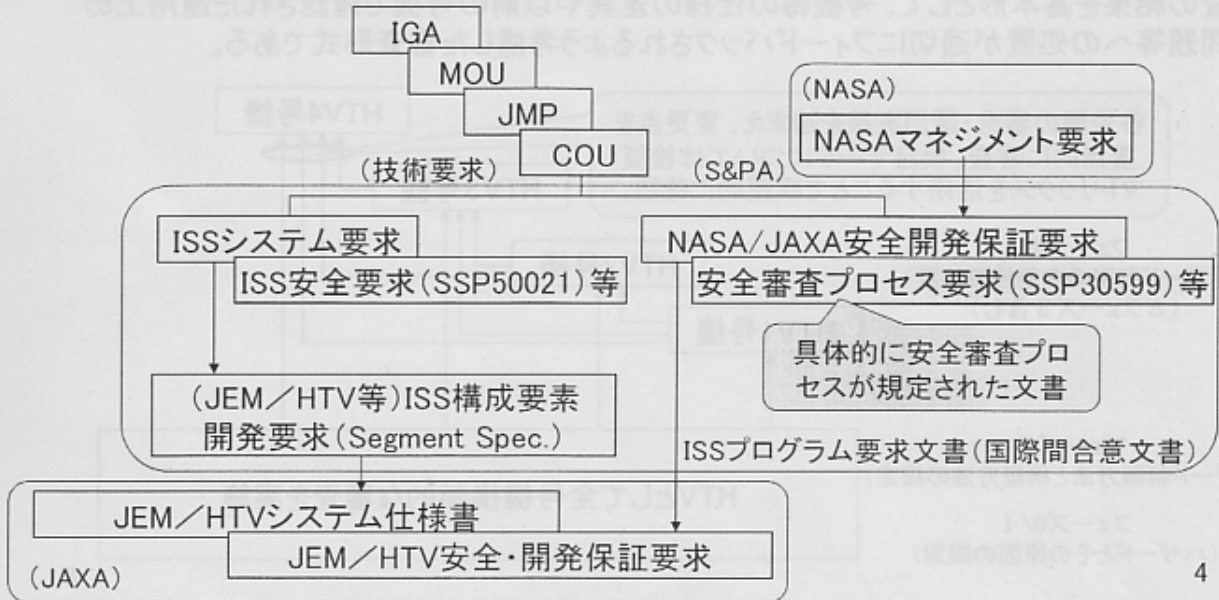 IGA
MOU
JMP
COU
(NASA)
NASAマネジメント要求
(技術要求)
(S&PA)
ISSシステム要求
ISS安全要求(SSP50021)等
NASA/JAXA安全開発保証要求
安全審査プロセス要求(SSP30599)等
具体的に安全審査プロ
セスが規定された文書
(JEM/HTV等)ISS構成要素
開発要求(Segment Spec.)
ISSプログラム要求文書(国際間合意文書)
JEM/HTVシステム仕様書
JEM/HTV安全・開発保証要求
(JAXA)
4